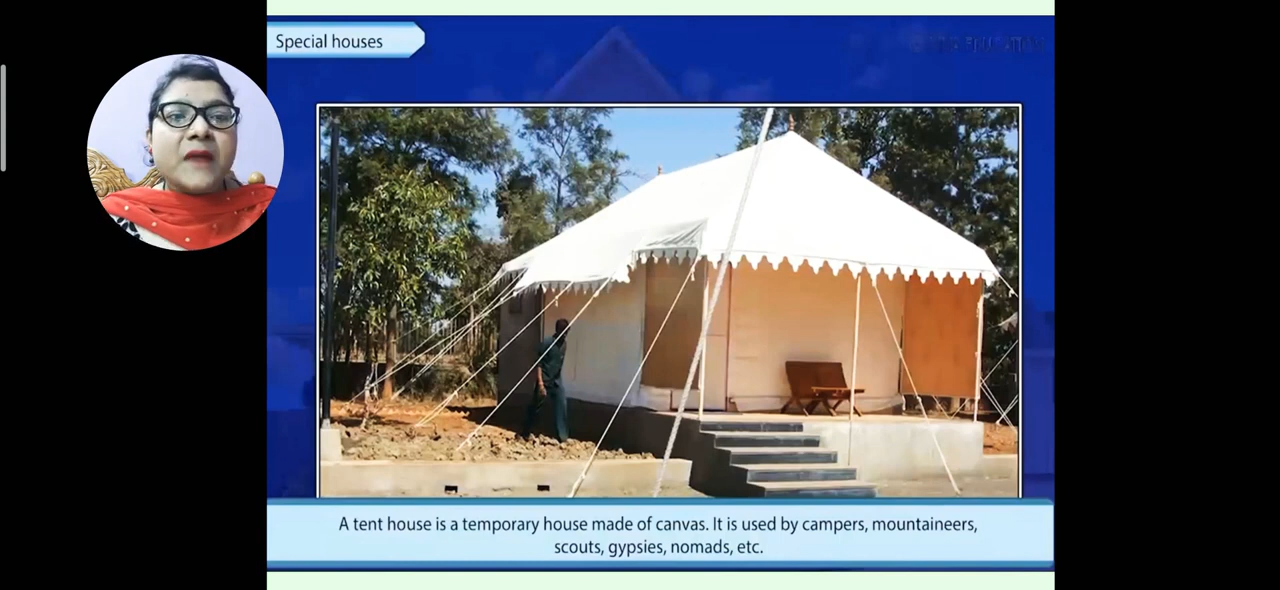 Special houses
A tent house is a temporary house made of canvas. It is used by campers, mountaineers,
scouts, gypsies, nomads, etc.